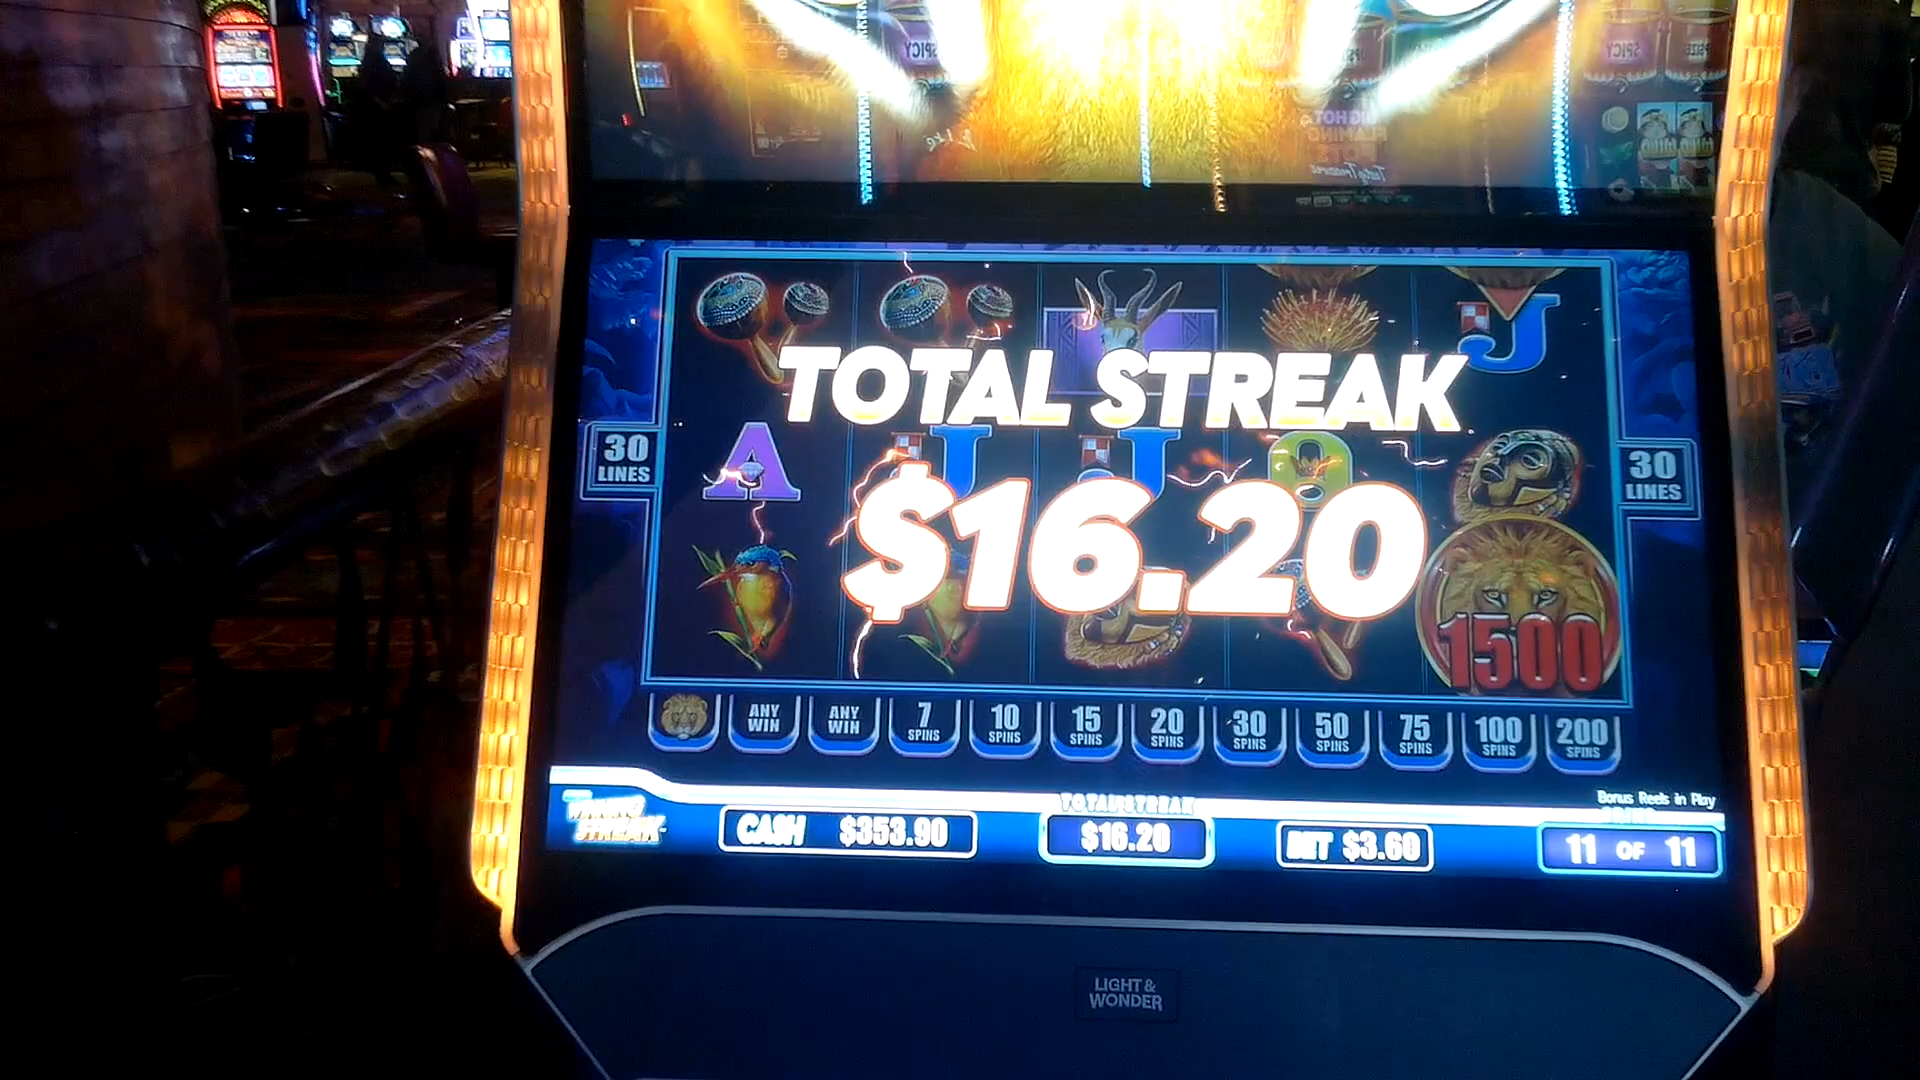 TOTAL STREAK
$16.20
30
LINES
30
LINES
A
J
J
J
1500
ANY
WIN
ANY
WIN
7
SPINS
10
SPINS
15
SPINS
20
SPINS
30
SPINS
50
SPINS
75
SPINS
100
SPINS
200
SPINS
Bonus Reels in Play
STREAK
TOTAL STREAK
CASH $353.90
$16.20
BET $3.60
11 OF 11
LIGHT &
WONDER